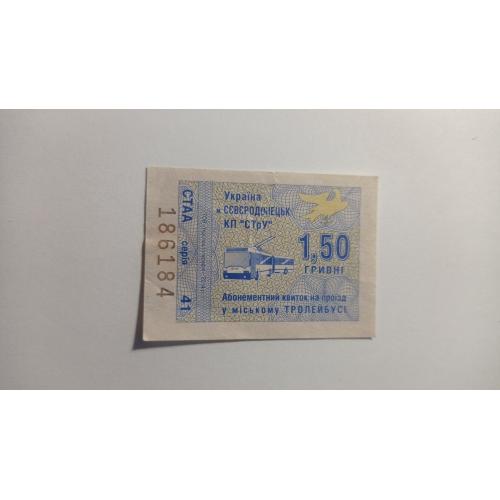 Україна
м СЄВЄРОДОНЕЦЬК
КП "СТрУ"
1,50
ГРИВНІ
Абонементний квиток на проїзд
у міському ТРОЛЕЙБУСІ
СТАА серія 41
186184